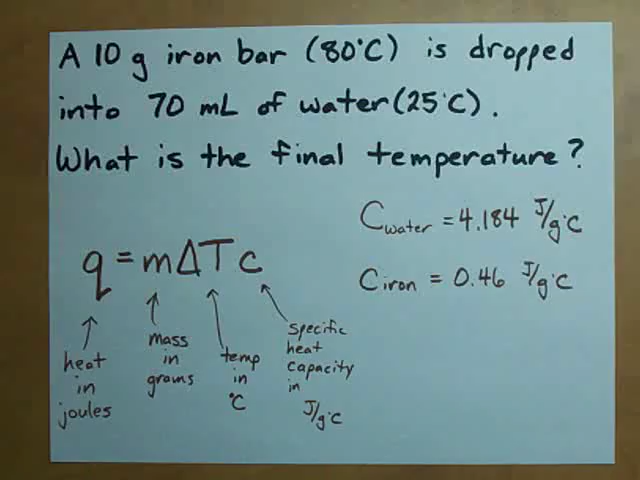 A 10 g iron bar (80°C) is dropped
into 70 mL of water (25°C).
What is the final temperature?
Cwater = 4.184 J/g°C
q = mΔTc
Ciron = 0.46 J/g°C
heat
in
joules
mass
in
grams
temp
in
°C
specific
heat
capacity
in
J/g°C